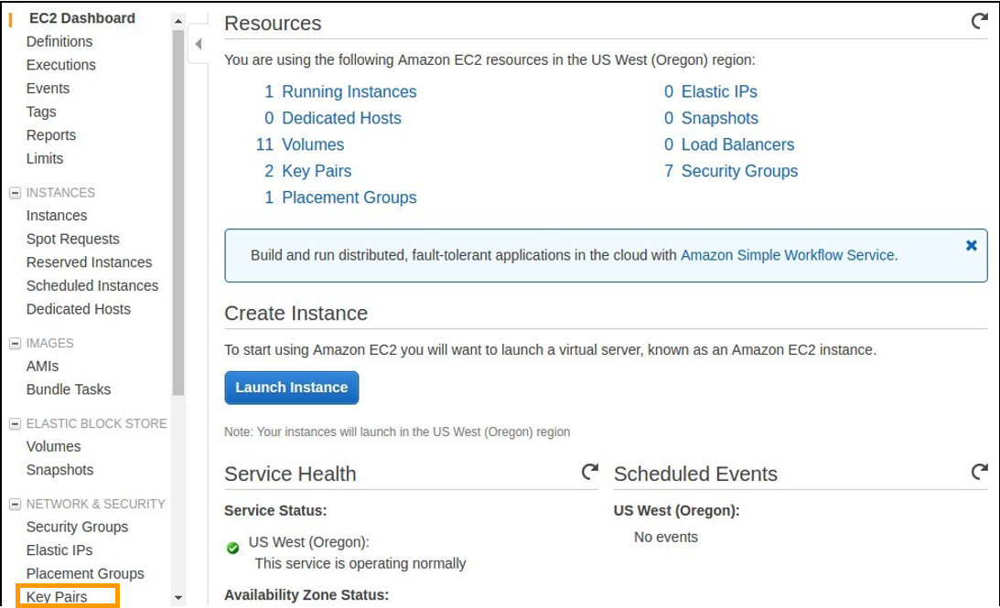 EC2 Dashboard
Definitions
Executions
Events
Tags
Reports
Limits
INSTANCES
Instances
Spot Requests
Reserved Instances
Scheduled Instances
Dedicated Hosts
IMAGES
AMIs
Bundle Tasks
ELASTIC BLOCK STORE
Volumes
Snapshots
NETWORK & SECURITY
Security Groups
Elastic IPs
Placement Groups
Key Pairs
Resources
You are using the following Amazon EC2 resources in the US West (Oregon) region:
1 Running Instances
0 Dedicated Hosts
11 Volumes
2 Key Pairs
1 Placement Groups
0 Elastic IPs
0 Snapshots
0 Load Balancers
7 Security Groups
Build and run distributed, fault-tolerant applications in the cloud with Amazon Simple Workflow Service.
Create Instance
To start using Amazon EC2 you will want to launch a virtual server, known as an Amazon EC2 instance.
Launch Instance
Note: Your instances will launch in the US West (Oregon) region
Service Health
Service Status:
US West (Oregon):
This service is operating normally
Availability Zone Status:
Scheduled Events
US West (Oregon):
No events